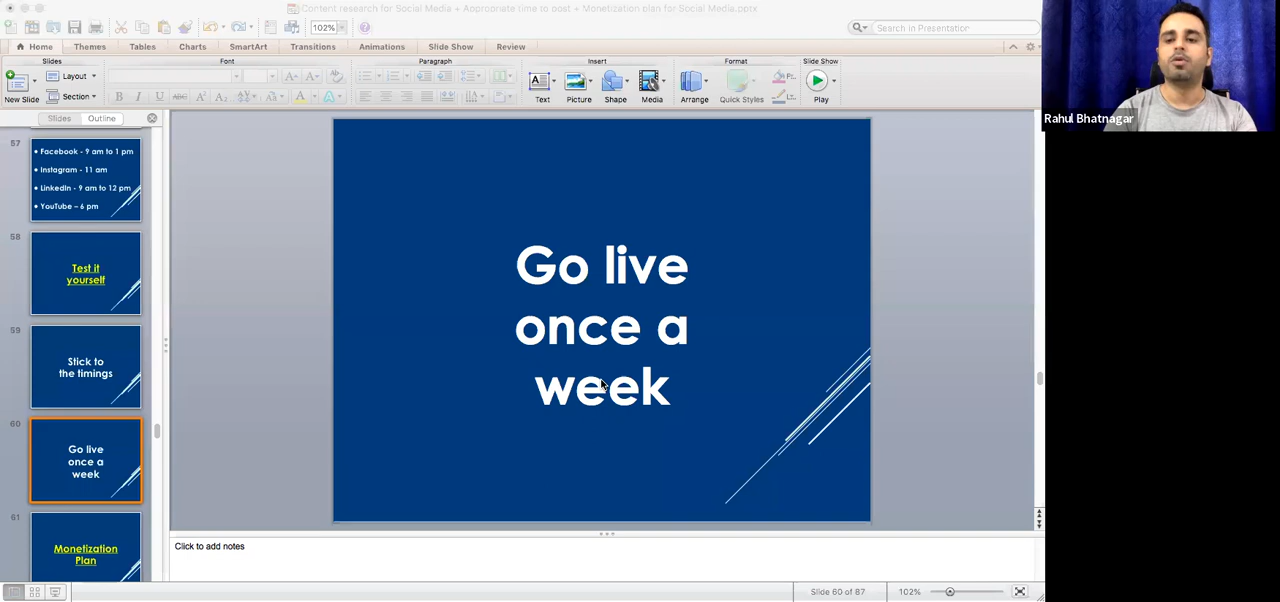 Content research for Social Media + Appropriate time to post + Monetization plan for Social Media.pptx
102%
Search in Presentation
Home Themes Tables Charts SmartArt Transitions Animations Slide Show Review
Slides Font Paragraph Insert Format Slide Show
New Slide
Layout
Section
B I U ABC
Text Picture Shape Media Arrange Quick Styles Play
Slides Outline
57
• Facebook - 9 am to 1 pm
• Instagram - 11 am
• LinkedIn - 9 am to 12 pm
• YouTube – 6 pm
58
Test it
yourself
59
Stick to
the timings
60
Go live
once a
week
61
Monetization
Plan
Go live
once a
week
Click to add notes
Slide 60 of 87
102%
Rahul Bhatnagar